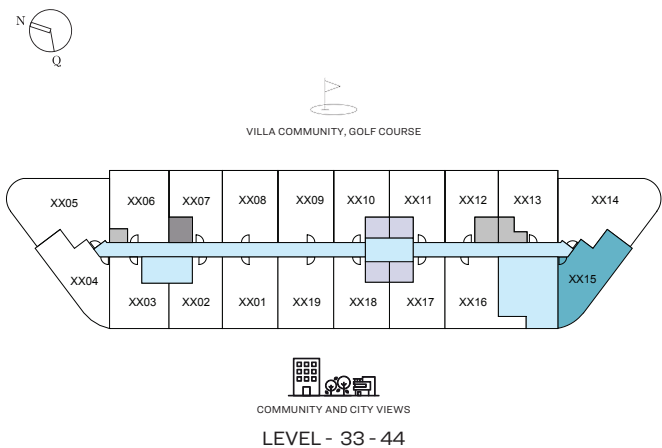 N
Q
VILLA COMMUNITY, GOLF COURSE
XX05 XX06 XX07 XX08 XX09 XX10 XX11 XX12 XX13 XX14
XX04 XX03 XX02 XX01 XX19 XX18 XX17 XX16 XX15
COMMUNITY AND CITY VIEWS
LEVEL - 33 - 44